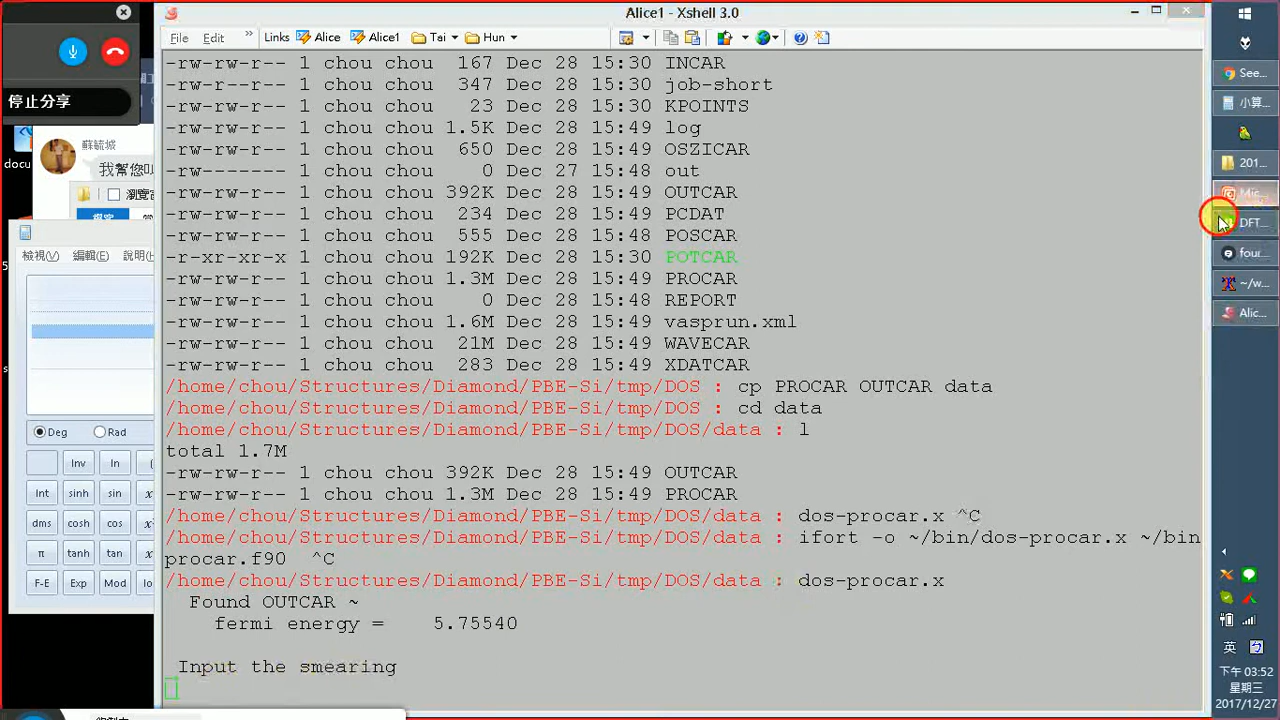 Alice1 - Xshell 3.0
File Edit » Links Alice Alice1 Tai Hun
停止分享
docu
蘇毓城
我幫您
瀏覽
檢視(V) 編輯(E) 說明(H)
Deg Rad
Inv ln (
Int sinh sin
dms cosh cos
π tanh tan
F-E Exp Mod
-rw-rw-r-- 1 chou chou 167 Dec 28 15:30 INCAR
-rw-rw-r-- 1 chou chou 347 Dec 28 15:30 job-short
-rw-rw-r-- 1 chou chou 23 Dec 28 15:30 KPOINTS
-rw-rw-r-- 1 chou chou 1.5K Dec 28 15:49 log
-rw-rw-r-- 1 chou chou 650 Dec 28 15:49 OSZICAR
-rw------- 1 chou chou 0 Dec 27 15:48 out
-rw-rw-r-- 1 chou chou 392K Dec 28 15:49 OUTCAR
-rw-rw-r-- 1 chou chou 234 Dec 28 15:49 PCDAT
-rw-rw-r-- 1 chou chou 555 Dec 28 15:48 POSCAR
-r-xr-xr-x 1 chou chou 192K Dec 28 15:30 POTCAR
-rw-rw-r-- 1 chou chou 1.3M Dec 28 15:49 PROCAR
-rw-rw-r-- 1 chou chou 0 Dec 28 15:48 REPORT
-rw-rw-r-- 1 chou chou 1.6M Dec 28 15:49 vasprun.xml
-rw-rw-r-- 1 chou chou 21M Dec 28 15:49 WAVECAR
-rw-rw-r-- 1 chou chou 283 Dec 28 15:49 XDATCAR
/home/chou/Structures/Diamond/PBE-Si/tmp/DOS : cp PROCAR OUTCAR data
/home/chou/Structures/Diamond/PBE-Si/tmp/DOS : cd data
/home/chou/Structures/Diamond/PBE-Si/tmp/DOS/data : l
total 1.7M
-rw-rw-r-- 1 chou chou 392K Dec 28 15:49 OUTCAR
-rw-rw-r-- 1 chou chou 1.3M Dec 28 15:49 PROCAR
/home/chou/Structures/Diamond/PBE-Si/tmp/DOS/data : dos-procar.x ^C
/home/chou/Structures/Diamond/PBE-Si/tmp/DOS/data : ifort -o ~/bin/dos-procar.x ~/bin
procar.f90 ^C
/home/chou/Structures/Diamond/PBE-Si/tmp/DOS/data : dos-procar.x
Found OUTCAR ~
fermi energy = 5.75540
Input the smearing
See...
小算...
201...
Mic...
DFT...
four...
~/w...
Alic...
英
下午 03:52
星期三
2017/12/27